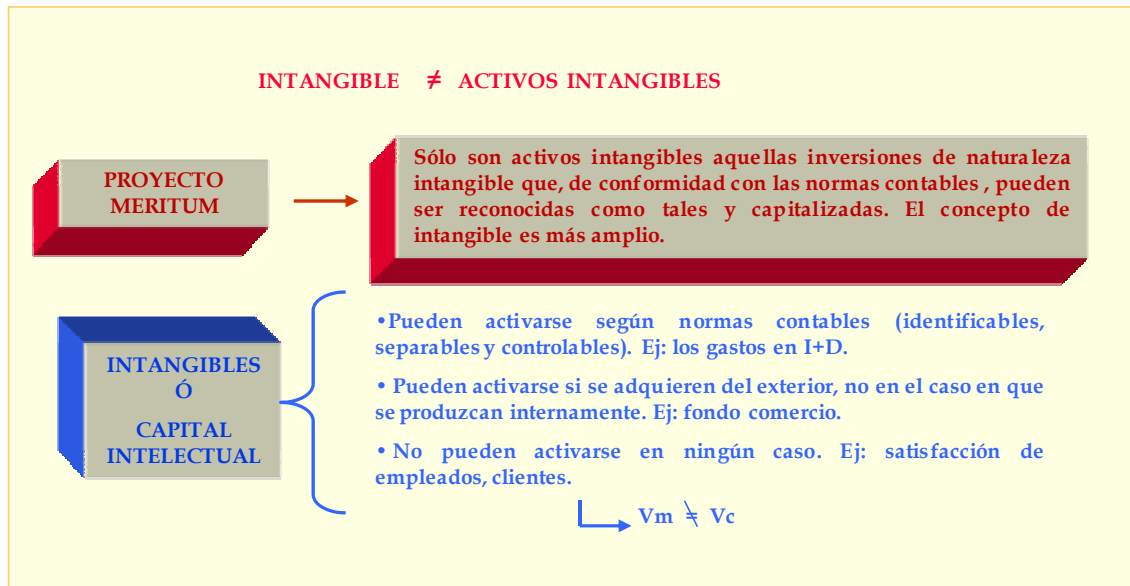 INTANGIBLE ≠ ACTIVOS INTANGIBLES
PROYECTO
MERITUM
Sólo son activos intangibles aquellas inversiones de naturaleza
intangible que, de conformidad con las normas contables , pueden
ser reconocidas como tales y capitalizadas. El concepto de
intangible es más amplio.
INTANGIBLES
Ó
CAPITAL
INTELECTUAL
•Pueden activarse según normas contables (identificables,
separables y controlables). Ej: los gastos en I+D.
• Pueden activarse si se adquieren del exterior, no en el caso en que
se produzcan internamente. Ej: fondo comercio.
• No pueden activarse en ningún caso. Ej: satisfacción de
empleados, clientes.
Vm ≠ Vc